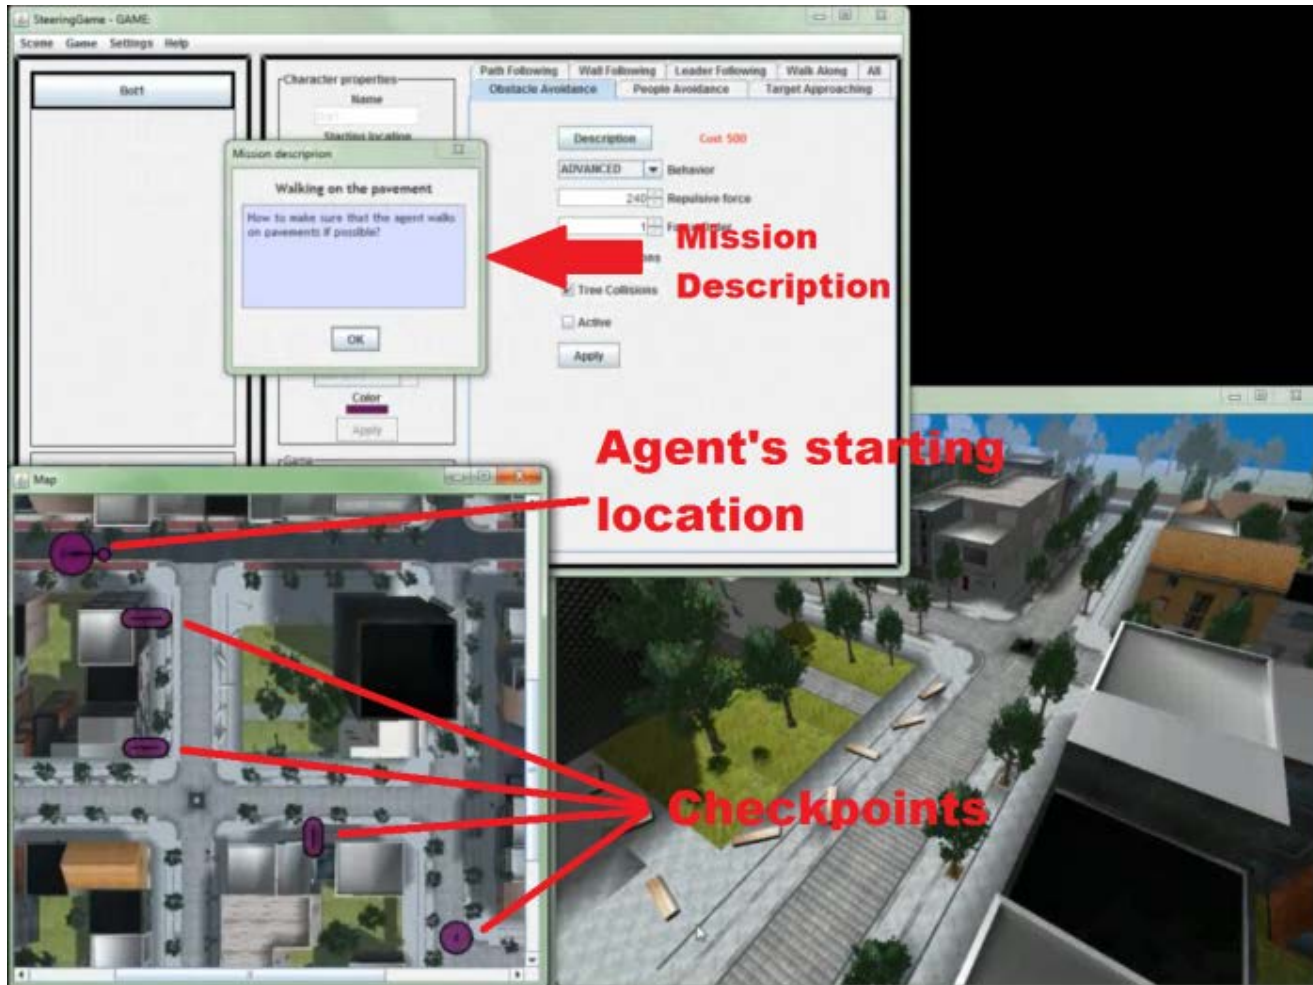 SteeringGame - GAME:
Scene Game Settings Help
Bot1
Character properties
Name
Starting location
Path Following Wall Following Leader Following Walk Along All
Obstacle Avoidance People Avoidance Target Approaching
Description Cost 500
ADVANCED Behavior
240 Repulsive force
1
Tree Collisions
Active
Apply
Mission descriprion
Walking on the pavement
How to make sure that the agent walks
on pavements if possible?
OK
Mission
Description
Color
Apply
Game
Agent's starting
location
Map
Checkpoints